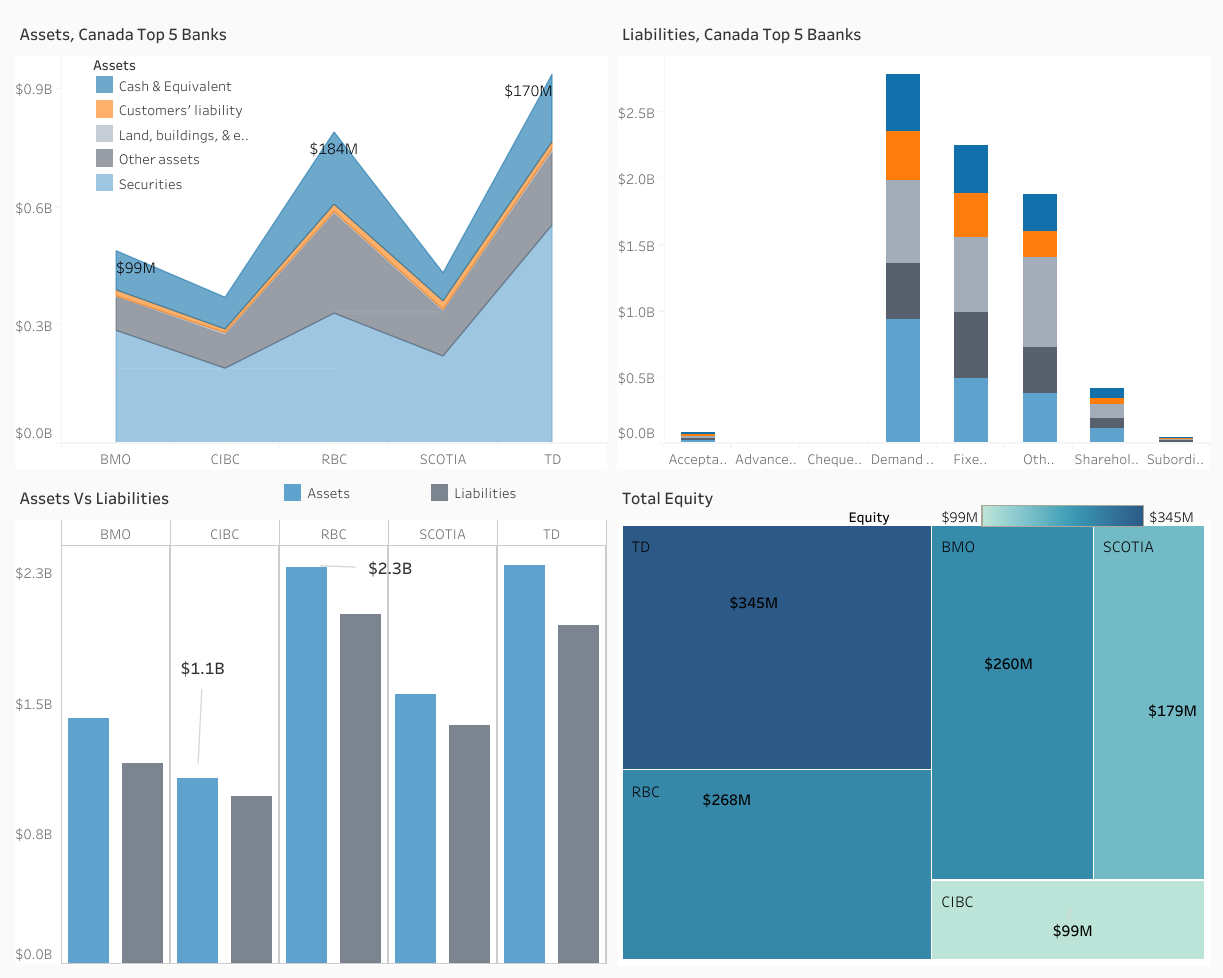 Assets, Canada Top 5 Banks
Assets
Cash & Equivalent
Customers' liability
Land, buildings, & e..
Other assets
Securities
$0.9B
$0.6B
$0.3B
$0.0B
$99M
$184M
$170M
BMO CIBC RBC SCOTIA TD
Liabilities, Canada Top 5 Baanks
$2.5B
$2.0B
$1.5B
$1.0B
$0.5B
$0.0B
Accepta.. Advance.. Cheque.. Demand .. Fixe.. Oth.. Sharehol.. Subordi..
Assets Vs Liabilities
Assets Liabilities
BMO CIBC RBC SCOTIA TD
$2.3B
$1.5B
$0.8B
$0.0B
$2.3B
$1.1B
Total Equity
Equity $99M $345M
TD
$345M
BMO
$260M
SCOTIA
$179M
RBC
$268M
CIBC
$99M